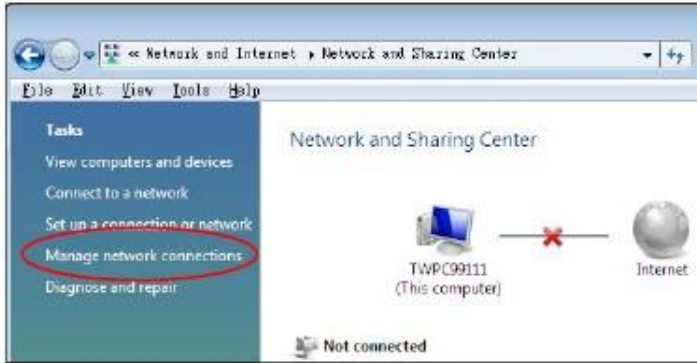 « Network and Internet › Network and Sharing Center
File Edit View Tools Help
Tasks
View computers and devices
Connect to a network
Set up a connection or network
Manage network connections
Diagnose and repair
Network and Sharing Center
TWPC99111
(This computer)
Internet
Not connected